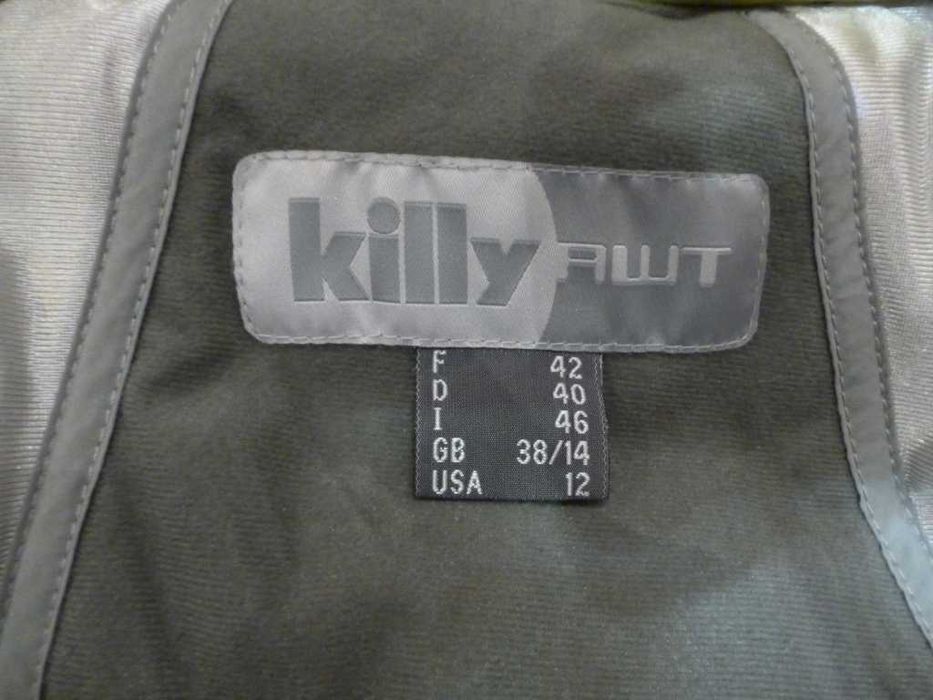 killy AWT
F 42
D 40
I 46
GB 38/14
USA 12